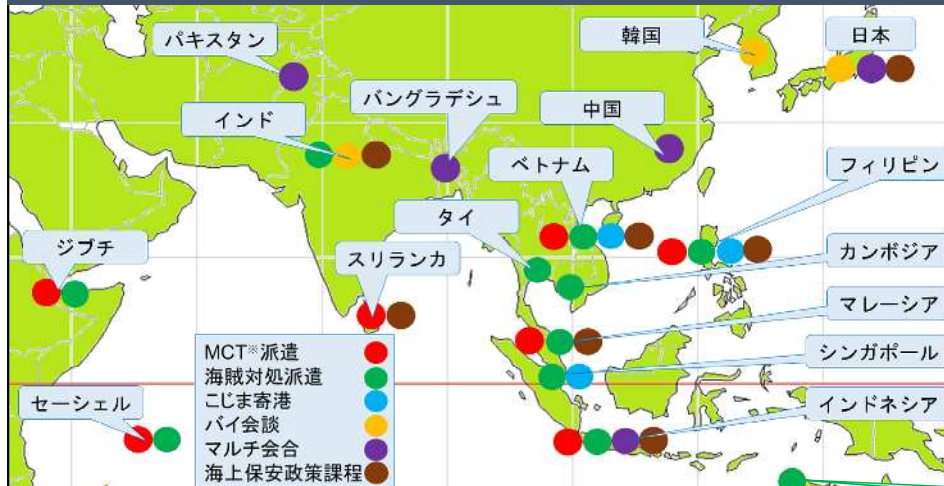 パキスタン
韓国
日本
バングラデシュ
インド
中国
ベトナム
フィリピン
タイ
ジブチ
スリランカ
カンボジア
マレーシア
シンガポール
セーシェル
インドネシア
MCT※派遣
海賊対処派遣
こじま寄港
バイ会談
マルチ会合
海上保安政策課程